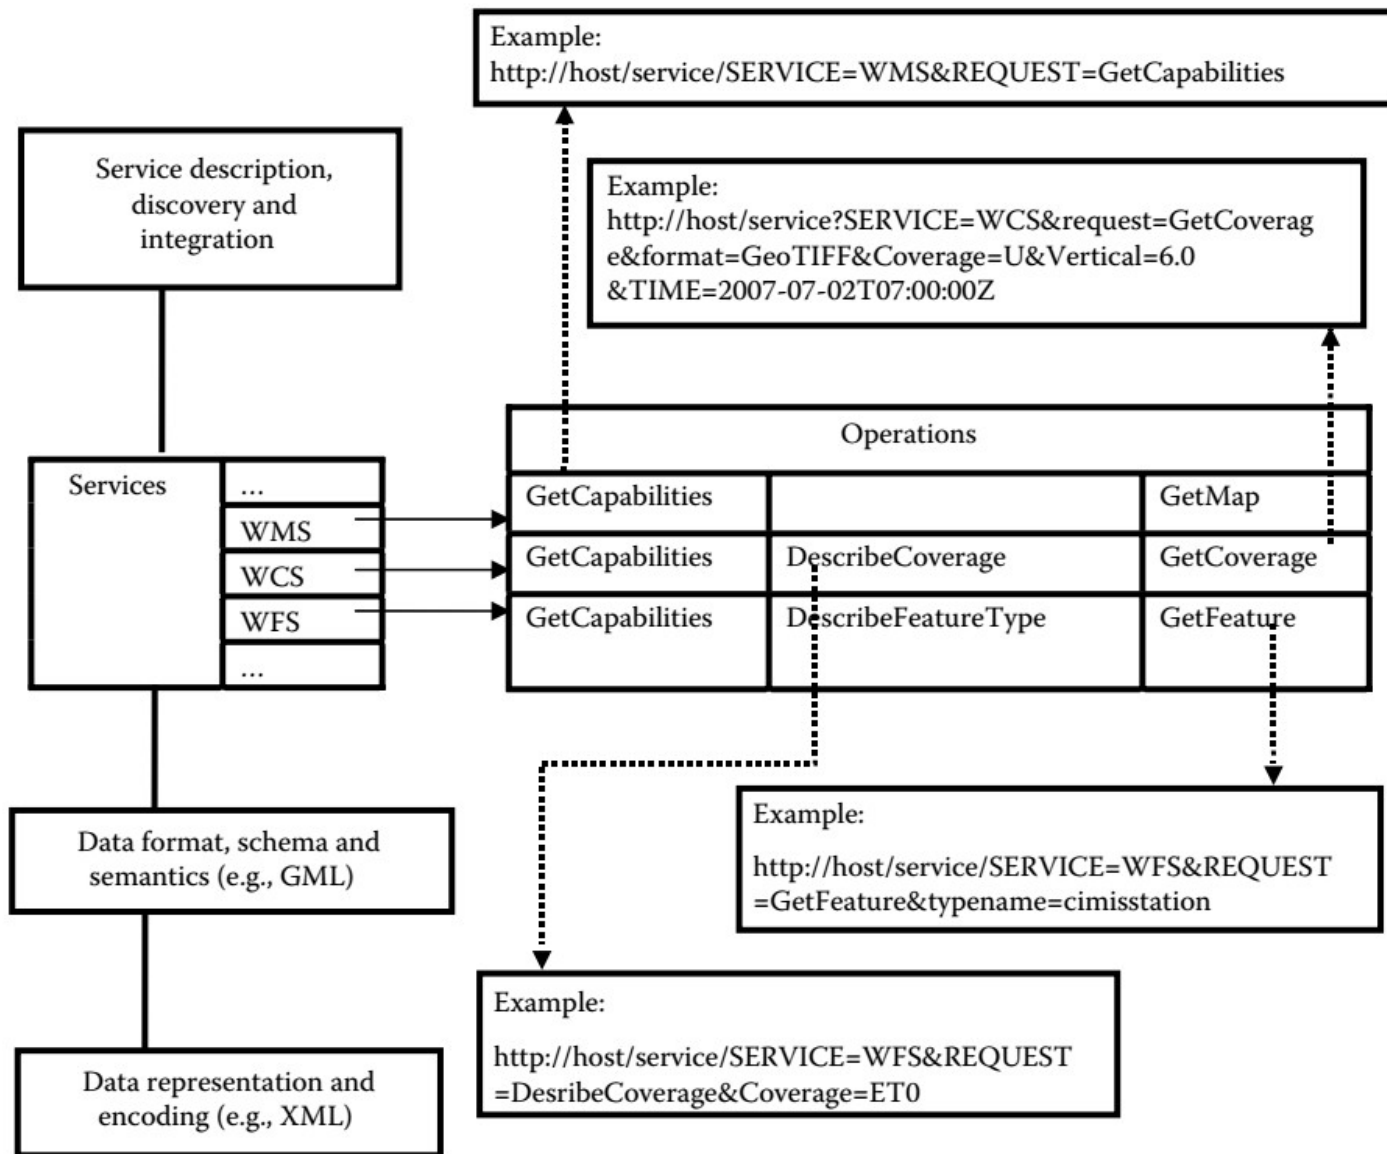 Example:
http://host/service/SERVICE=WMS&REQUEST=GetCapabilities
Service description,
discovery and
integration
Example:
http://host/service?SERVICE=WCS&request=GetCoverag
e&format=GeoTIFF&Coverage=U&Vertical=6.0
&TIME=2007-07-02T07:00:00Z
Operations
Services
...
WMS
WCS
WFS
...
GetCapabilities
GetMap
GetCapabilities
DescribeCoverage
GetCoverage
GetCapabilities
DescribeFeatureType
GetFeature
Data format, schema and
semantics (e.g., GML)
Example:
http://host/service/SERVICE=WFS&REQUEST
=GetFeature&typename=cimisstation
Example:
http://host/service/SERVICE=WFS&REQUEST
=DesribeCoverage&Coverage=ET0
Data representation and
encoding (e.g., XML)